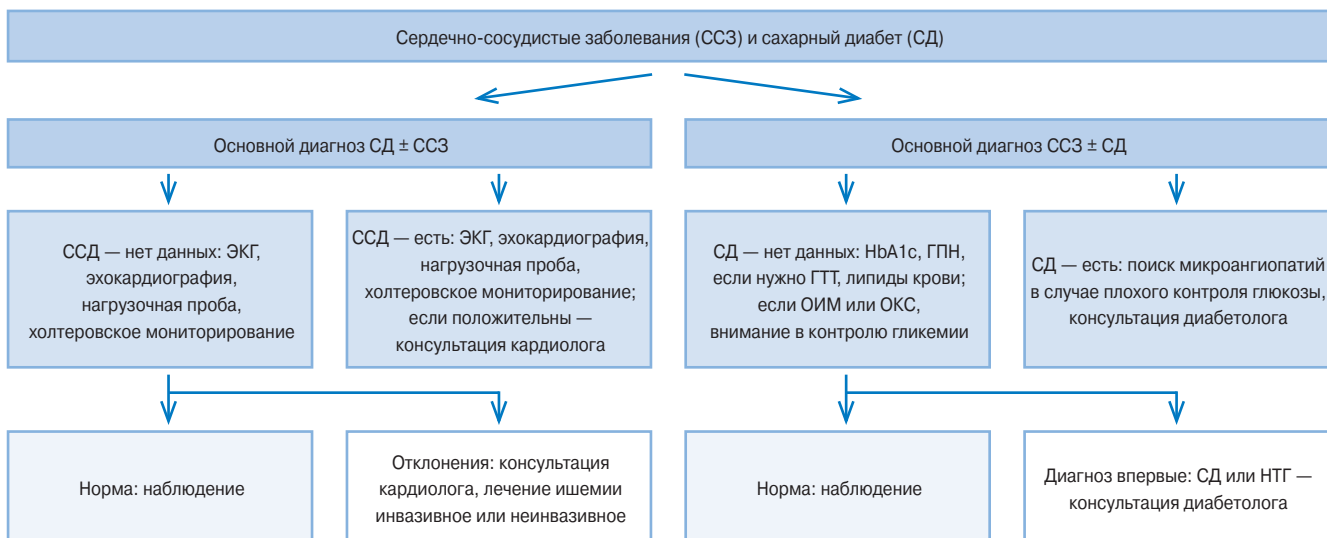 Сердечно-сосудистые заболевания (ССЗ) и сахарный диабет (СД)
Основной диагноз СД ± ССЗ
Основной диагноз ССЗ ± СД
ССД — нет данных: ЭКГ,
эхокардиография,
нагрузочная проба,
холтеровское мониторирование
ССД — есть: ЭКГ, эхокардиография,
нагрузочная проба,
холтеровское мониторирование;
если положительны —
консультация кардиолога
СД — нет данных: HbA1c, ГПН,
если нужно ГТТ, липиды крови;
если ОИМ или ОКС,
внимание в контролю гликемии
СД — есть: поиск микроангиопатий
в случае плохого контроля глюкозы,
консультация диабетолога
Норма: наблюдение
Отклонения: консультация
кардиолога, лечение ишемии
инвазивное или неинвазивное
Норма: наблюдение
Диагноз впервые: СД или НТГ —
консультация диабетолога